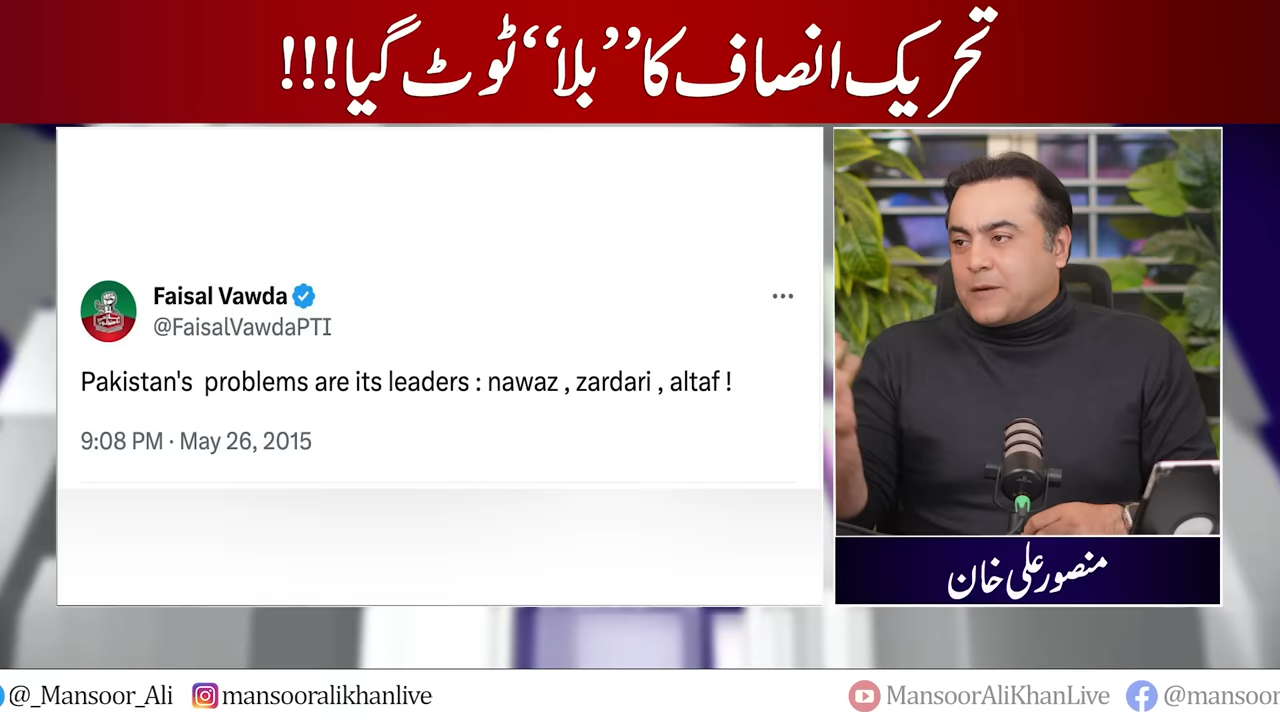 تحریک انصاف کا ’’بلا‘‘ ٹوٹ گیا!!!
Faisal Vawda
@FaisalVawdaPTI
Pakistan's problems are its leaders : nawaz , zardari , altaf !
9:08 PM · May 26, 2015
منصور علی خان
@_Mansoor_Ali
mansooralikhanlive
MansoorAliKhanLive
@mansoor